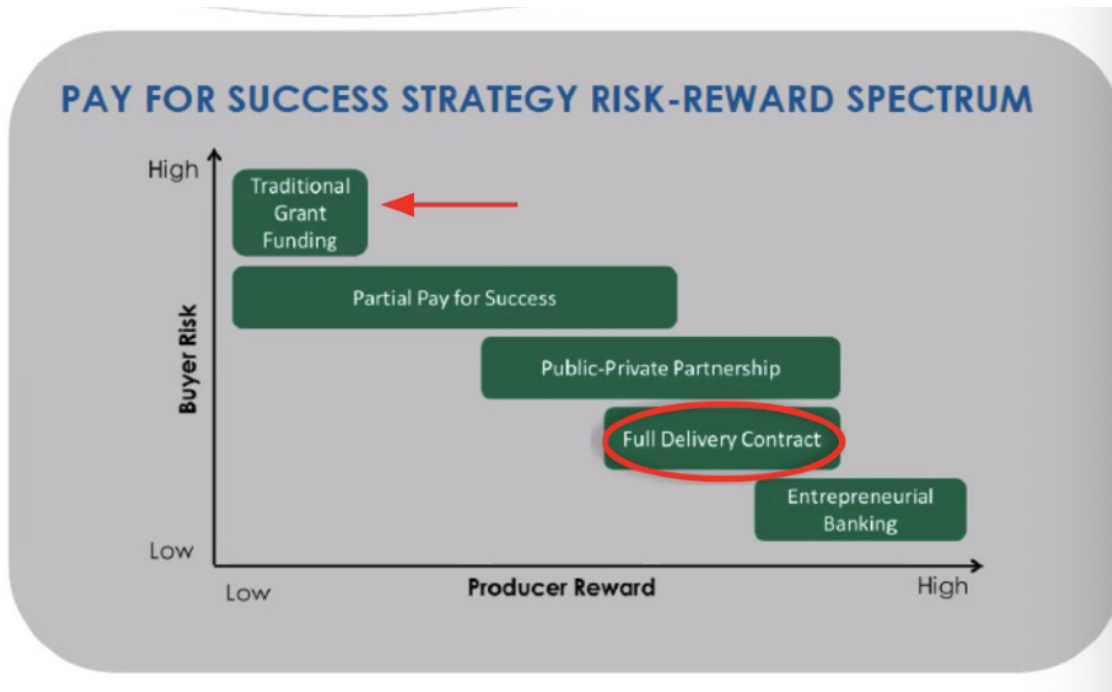 PAY FOR SUCCESS STRATEGY RISK-REWARD SPECTRUM
High
Traditional
Grant
Funding
Partial Pay for Success
Buyer Risk
Public-Private Partnership
Full Delivery Contract
Entrepreneurial
Banking
Low
Low
Producer Reward
High